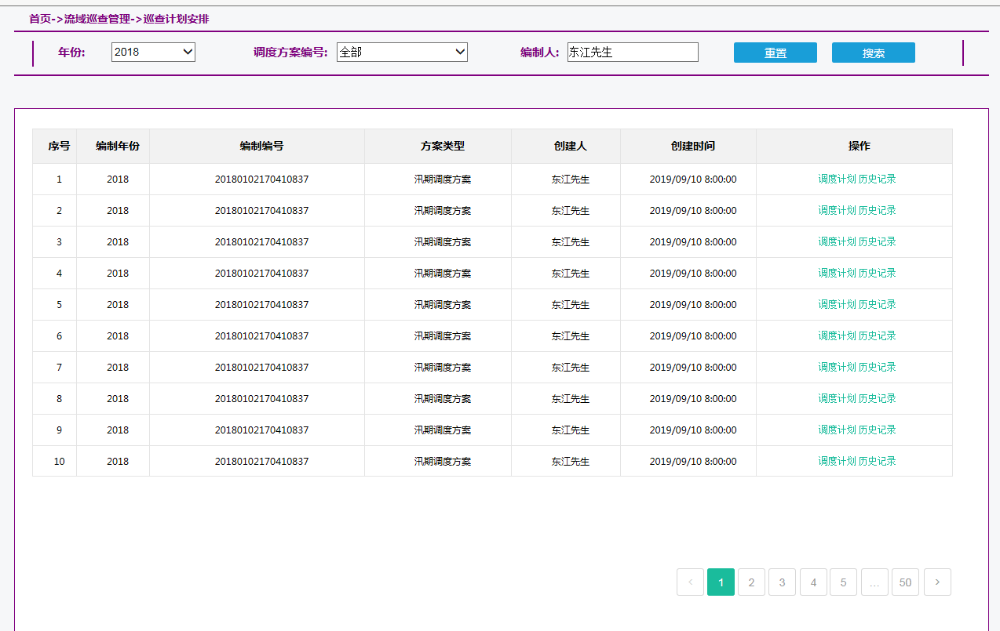 首页->流域巡查管理->巡查计划安排
年份: 2018 调度方案编号: 全部 编制人: 东江先生 重置 搜索
序号 编制年份 编制编号 方案类型 创建人 创建时间 操作
1 2018 20180102170410837 汛期调度方案 东江先生 2019/09/10 8:00:00 调度计划 历史记录
2 2018 20180102170410837 汛期调度方案 东江先生 2019/09/10 8:00:00 调度计划 历史记录
3 2018 20180102170410837 汛期调度方案 东江先生 2019/09/10 8:00:00 调度计划 历史记录
4 2018 20180102170410837 汛期调度方案 东江先生 2019/09/10 8:00:00 调度计划 历史记录
5 2018 20180102170410837 汛期调度方案 东江先生 2019/09/10 8:00:00 调度计划 历史记录
6 2018 20180102170410837 汛期调度方案 东江先生 2019/09/10 8:00:00 调度计划 历史记录
7 2018 20180102170410837 汛期调度方案 东江先生 2019/09/10 8:00:00 调度计划 历史记录
8 2018 20180102170410837 汛期调度方案 东江先生 2019/09/10 8:00:00 调度计划 历史记录
9 2018 20180102170410837 汛期调度方案 东江先生 2019/09/10 8:00:00 调度计划 历史记录
10 2018 20180102170410837 汛期调度方案 东江先生 2019/09/10 8:00:00 调度计划 历史记录
< 1 2 3 4 5 ... 50 >